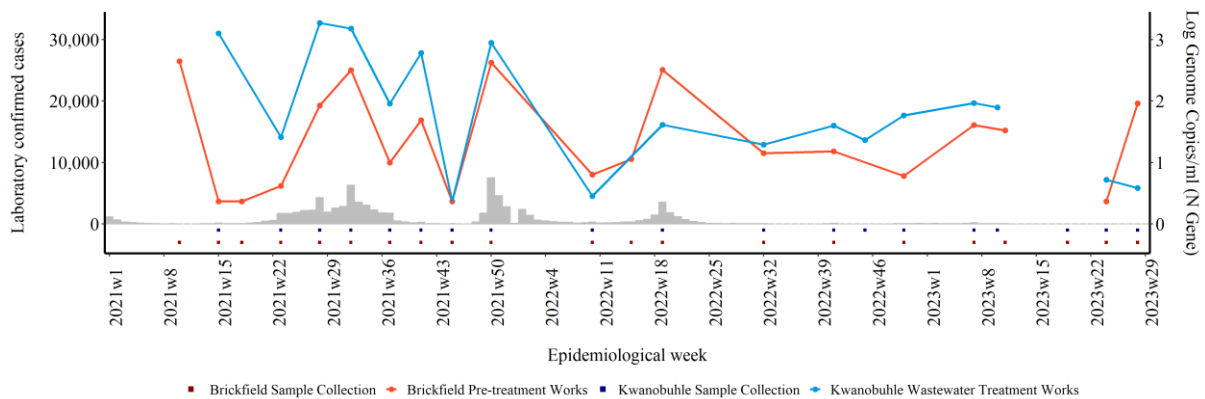 Laboratory confirmed cases
30,000
20,000
10,000
0
3
2
1
0
Log Genome Copies/ml (N Gene)
2021w1
2021w8
2021w15
2021w22
2021w29
2021w36
2021w43
2021w50
2022w4
2022w11
2022w18
2022w25
2022w32
2022w39
2022w46
2023w1
2023w8
2023w15
2023w22
2023w29
Epidemiological week
Brickfield Sample Collection Brickfield Pre-treatment Works Kwanobuhle Sample Collection Kwanobuhle Wastewater Treatment Works